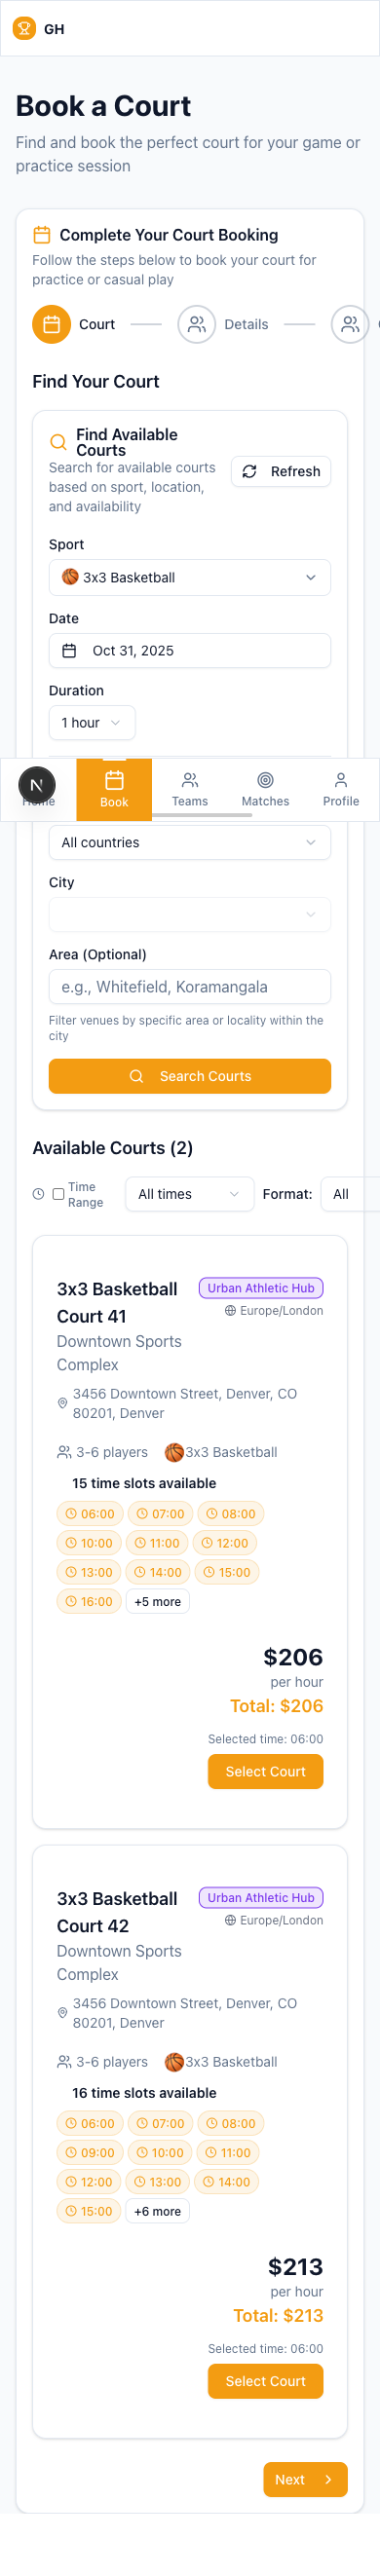 GH
Book a Court
Find and book the perfect court for your game or
practice session
Complete Your Court Booking
Follow the steps below to book your court for
practice or casual play
Court
Details
Find Your Court
Find Available
Courts
Search for available courts
based on sport, location,
and availability
Refresh
Sport
3x3 Basketball
Date
Oct 31, 2025
Duration
1 hour
N
Home
Book
Teams
Matches
Profile
All countries
City
Area (Optional)
e.g., Whitefield, Koramangala
Filter venues by specific area or locality within the
city
Search Courts
Available Courts (2)
Time
Range
All times
Format:
All
3x3 Basketball
Court 41
Urban Athletic Hub
Europe/London
Downtown Sports
Complex
3456 Downtown Street, Denver, CO
80201, Denver
3-6 players 3x3 Basketball
15 time slots available
06:00 07:00 08:00
10:00 11:00 12:00
13:00 14:00 15:00
16:00 +5 more
$206
per hour
Total: $206
Selected time: 06:00
Select Court
3x3 Basketball
Court 42
Urban Athletic Hub
Europe/London
Downtown Sports
Complex
3456 Downtown Street, Denver, CO
80201, Denver
3-6 players 3x3 Basketball
16 time slots available
06:00 07:00 08:00
09:00 10:00 11:00
12:00 13:00 14:00
15:00 +6 more
$213
per hour
Total: $213
Selected time: 06:00
Select Court
Next